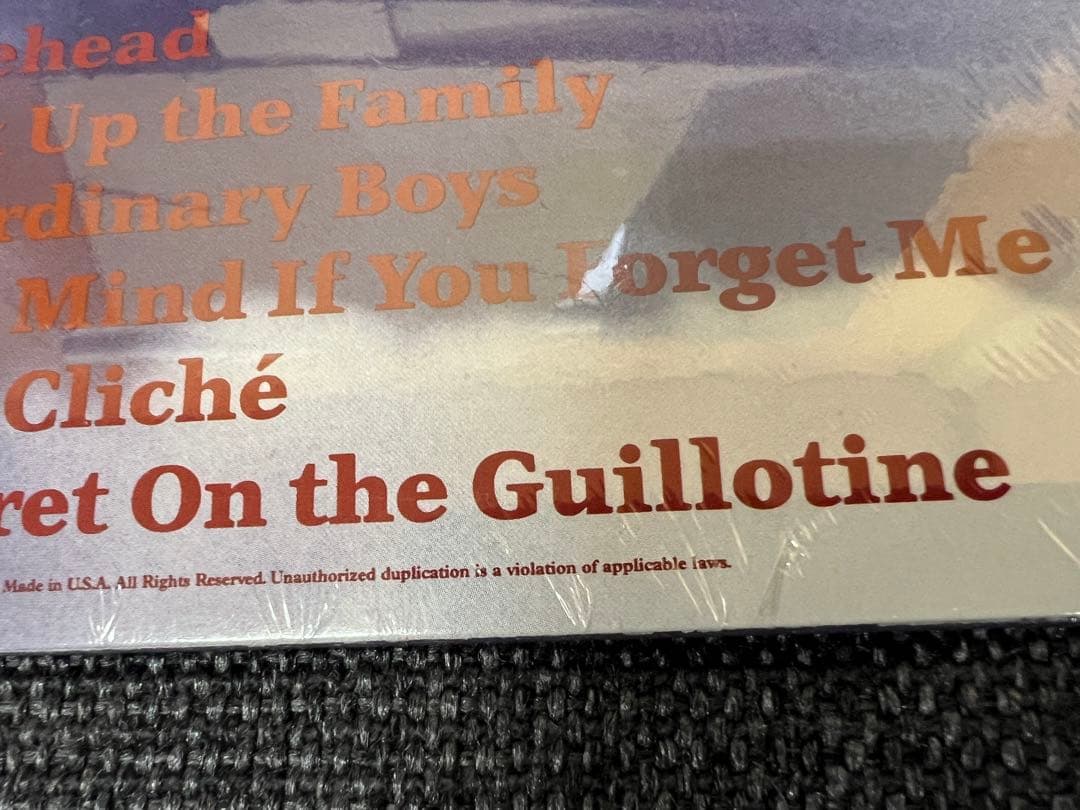 ehead
Up the Family
rdinary Boys
Mind If You Forget Me
Cliché
ret On the Guillotine
Made in U.S.A. All Rights Reserved. Unauthorized duplication is a violation of applicable laws.